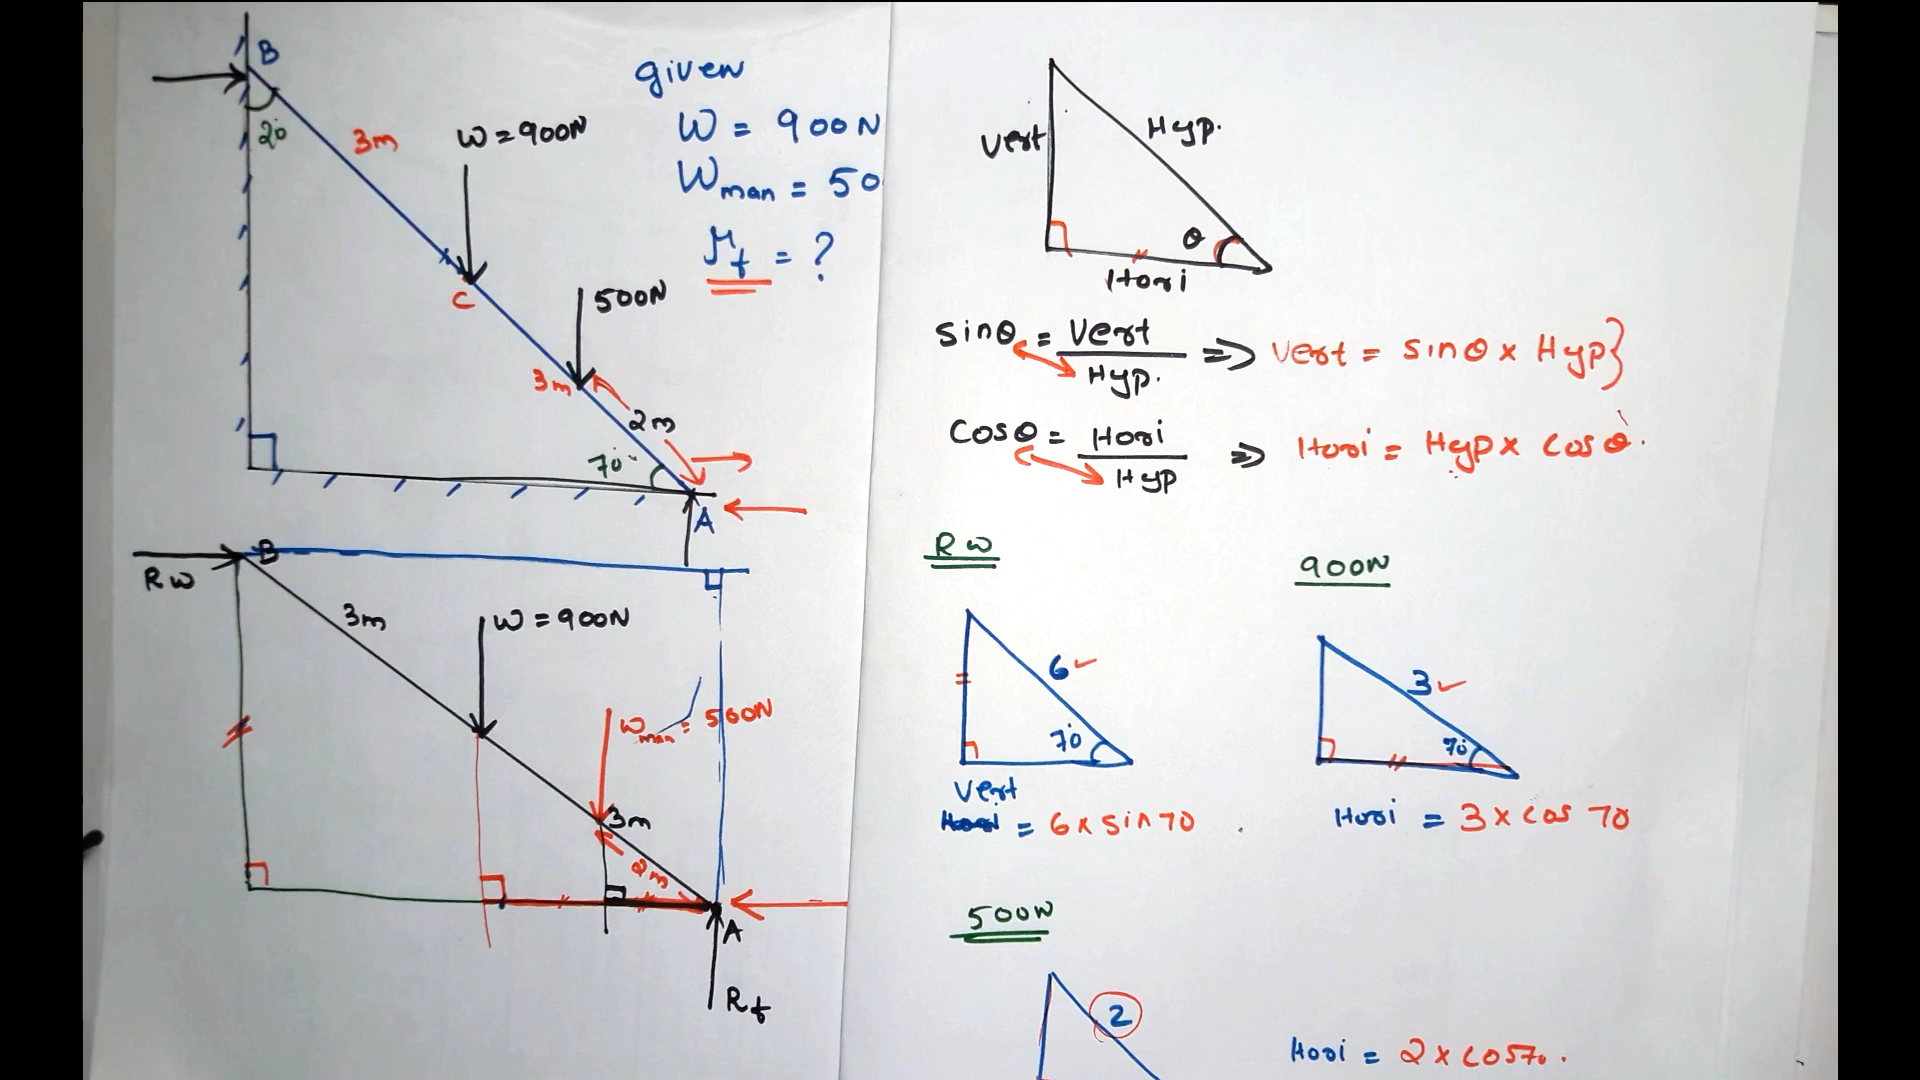 B
20
3m
W = 900N
C
500N
3m
2m
70°
A
given
W = 900N
Wman = 50
μf = ?
B
Rw
3m
W = 900N
Wman = 500N
3m
2m
A
Rf
Vert
Hyp.
θ
Hori
sinθ = Vert / Hyp. => Vert = sinθ x Hyp}
Cosθ = Hori / Hyp => Hori = Hyp x cosθ.
Rw
6
70
Vert
= 6 x sin 70
900N
3
70
Hori = 3 x cos 70
500N
2
Hori = 2 x cos 70.